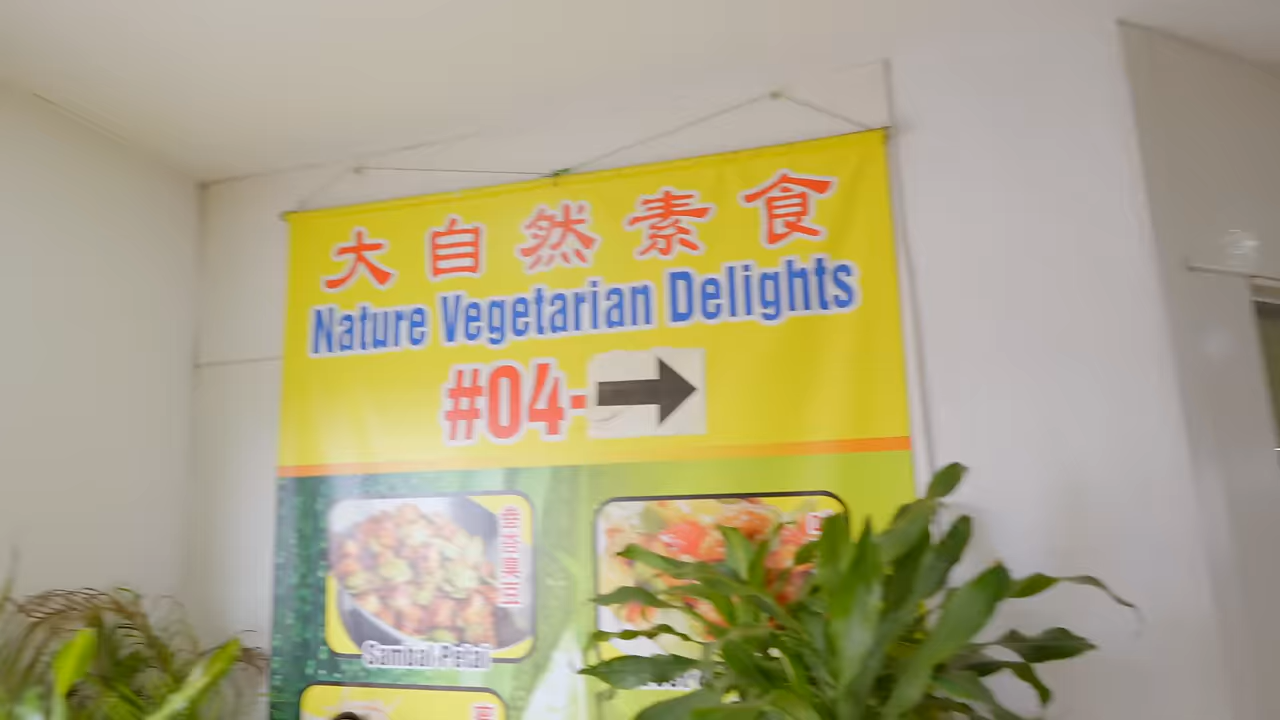 大自然素食
Nature Vegetarian Delights
#04-
Sambal Petai